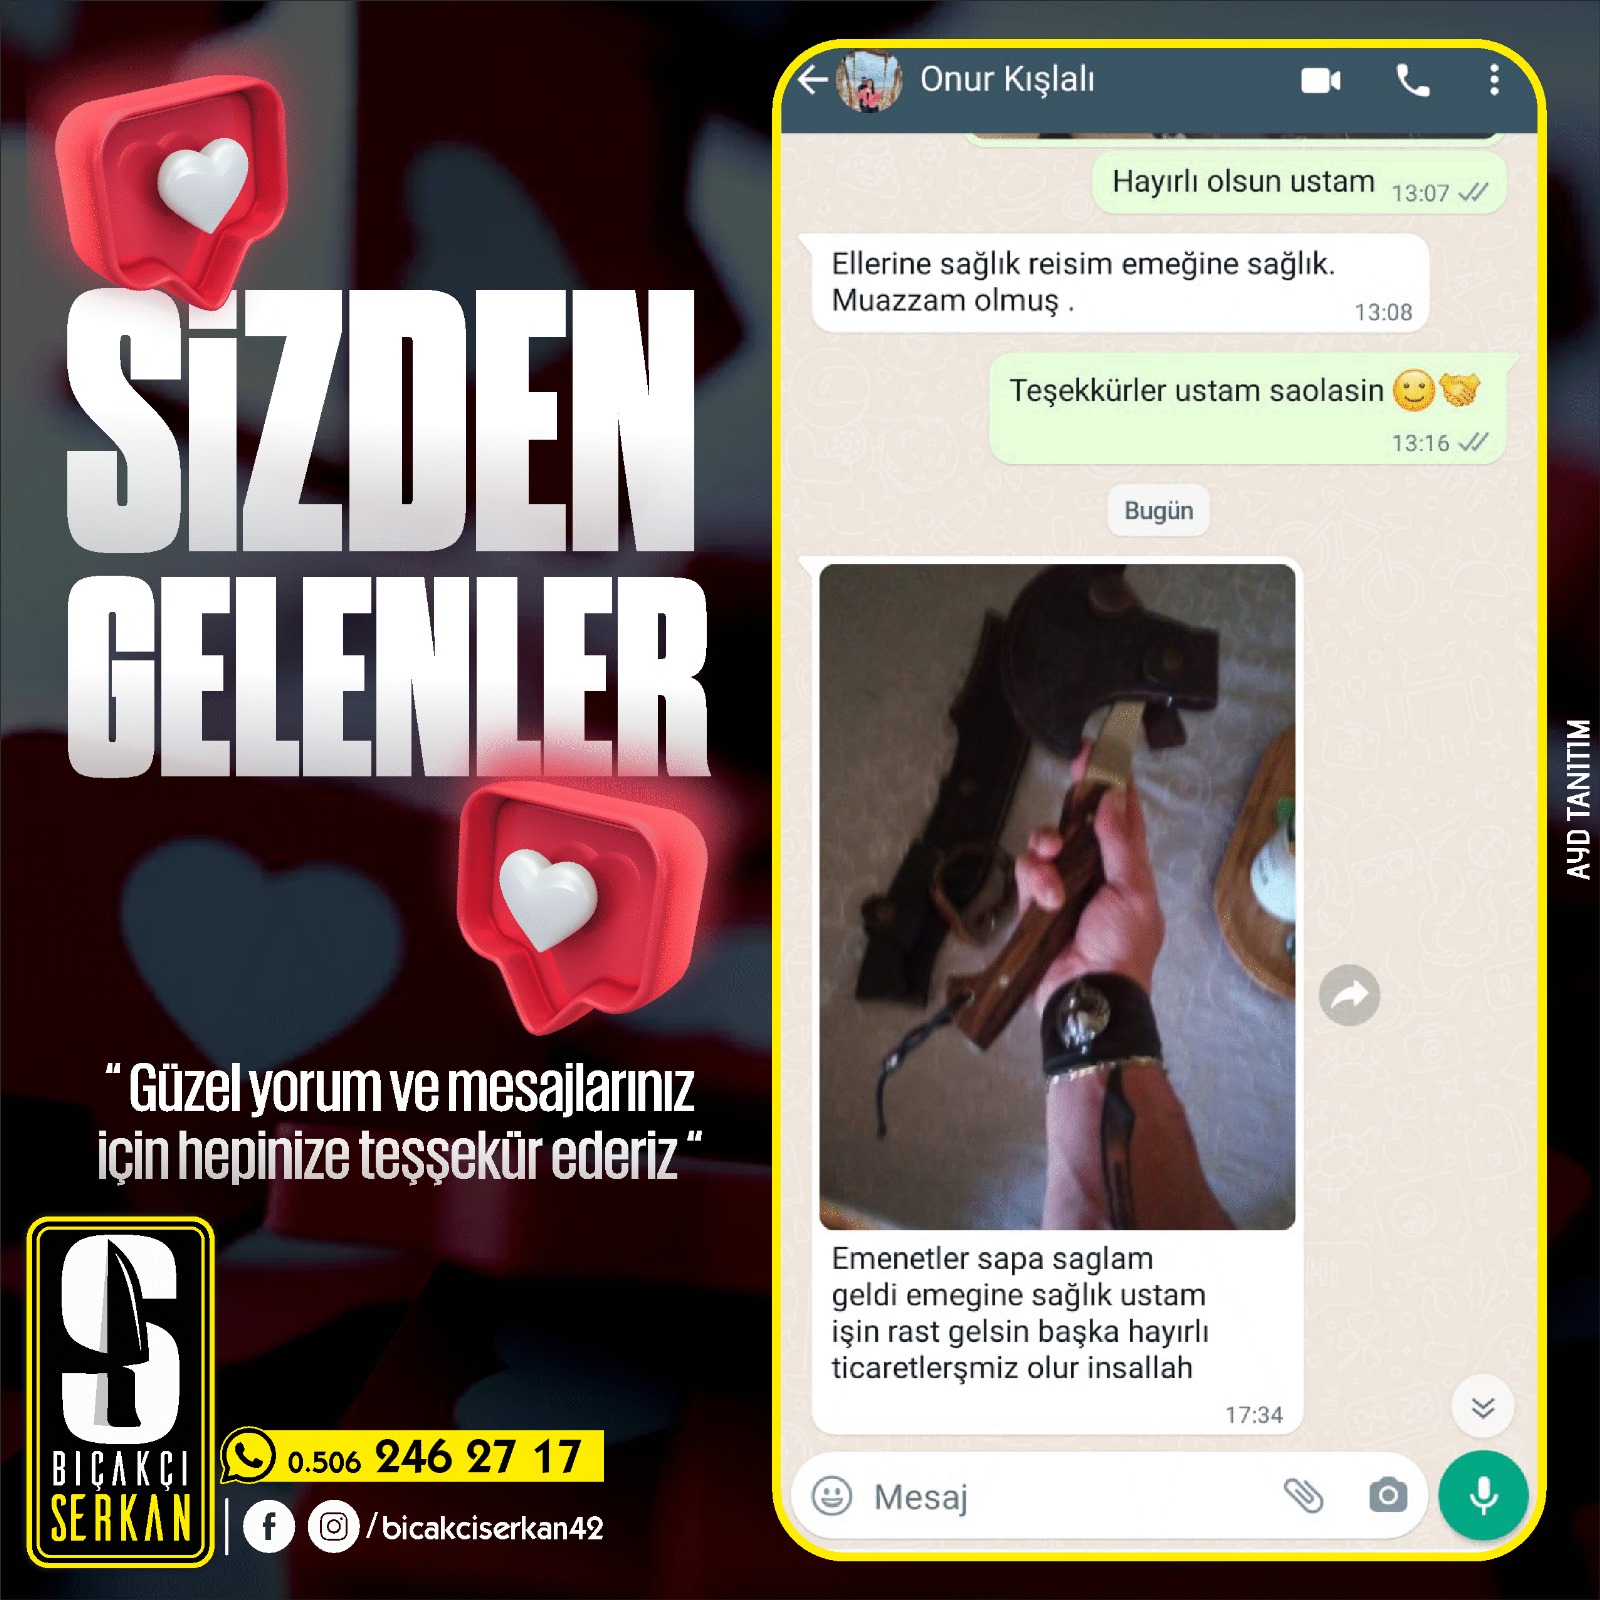 SİZDEN
GELENLER
“ Güzel yorum ve mesajlarınız
için hepinize teşşekür ederiz “
S
BIÇAKÇI
SERKAN
0.506 246 27 17
/bicakciserkan42
Onur Kışlalı
Hayırlı olsun ustam 13:07
Ellerine sağlık reisim emeğine sağlık.
Muazzam olmuş . 13:08
Teşekkürler ustam saolasin 🙂🤝
13:16
Bugün
Emenetler sapa saglam
geldi emegine sağlık ustam
işin rast gelsin başka hayırlı
ticaretlerşmiz olur insallah
17:34
Mesaj
AYD TANITIM